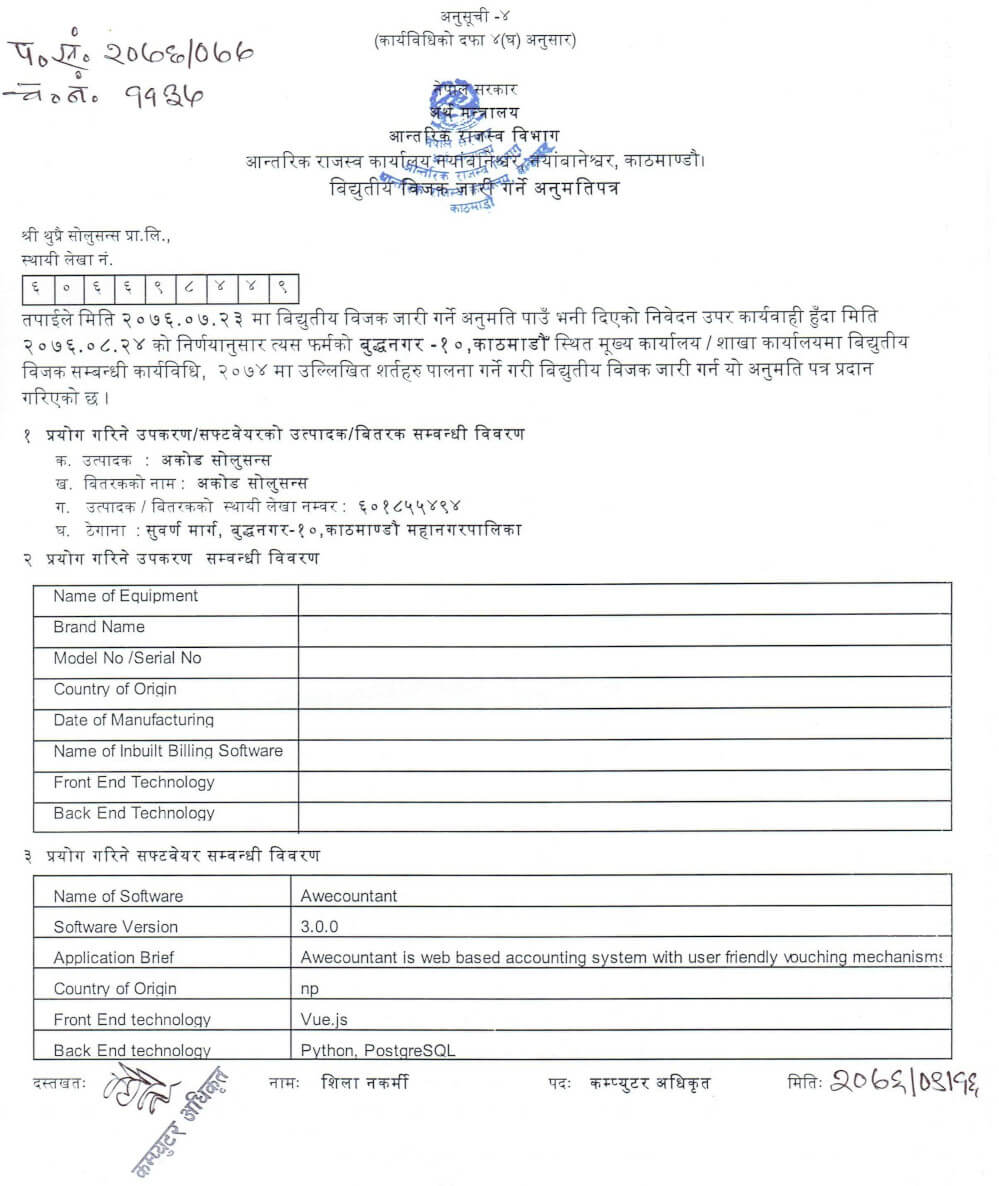 अनुसूची -४
(कार्यविधिको दफा ४(घ) अनुसार)
प. सं. २०७६/०७७
च. नं. ११३७
नेपाल सरकार
अर्थ मन्त्रालय
आन्तरिक राजस्व विभाग
आन्तरिक राजस्व कार्यालय,नयाँबानेश्वर, नयाँबानेश्वर, काठमाण्डौ।
विद्युतीय विजक जारी गर्ने अनुमतिपत्र
काठमाडौं
श्री थुप्रै सोलुसन्स प्रा.लि.,
स्थायी लेखा नं.
६ ० ६ ६ ९ ८ ४ ४ ९
तपाईले मिति २०७६.०७.२३ मा विद्युतीय विजक जारी गर्ने अनुमति पाउँ भनी दिएको निवेदन उपर कार्यवाही हुँदा मिति
२०७६.०८.२४ को निर्णयानुसार त्यस फर्मको बुद्धनगर -१०,काठमाडौँ स्थित मूख्य कार्यालय / शाखा कार्यालयमा विद्युतीय
विजक सम्बन्धी कार्यविधि, २०७४ मा उल्लिखित शर्तहरु पालना गर्ने गरी विद्युतीय विजक जारी गर्न यो अनुमति पत्र प्रदान
गरिएको छ।
१ प्रयोग गरिने उपकरण/सफ्टवेयरको उत्पादक/बितरक सम्वन्धी विवरण
क. उत्पादक : अकोड सोलुसन्स
ख. बितरकको नाम : अकोड सोलुसन्स
ग. उत्पादक / बितरकको स्थायी लेखा नम्वर : ६०१८५५४९४
घ. ठेगाना : सुवर्ण मार्ग, बुद्धनगर-१०,काठमाण्डौ महानगरपालिका
२ प्रयोग गरिने उपकरण सम्वन्धी विवरण
Name of Equipment
Brand Name
Model No /Serial No
Country of Origin
Date of Manufacturing
Name of Inbuilt Billing Software
Front End Technology
Back End Technology
३ प्रयोग गरिने सफ्टवेयर सम्वन्धी विवरण
Name of Software Awecountant
Software Version 3.0.0
Application Brief Awecountant is web based accounting system with user friendly vouching mechanisms
Country of Origin np
Front End technology Vue.js
Back End technology Python, PostgreSQL
दस्तखतः नामः शिला नकर्मी पदः कम्प्युटर अधिकृत मितिः २०७६/०९/१६
कम्प्युटर अधिकृत